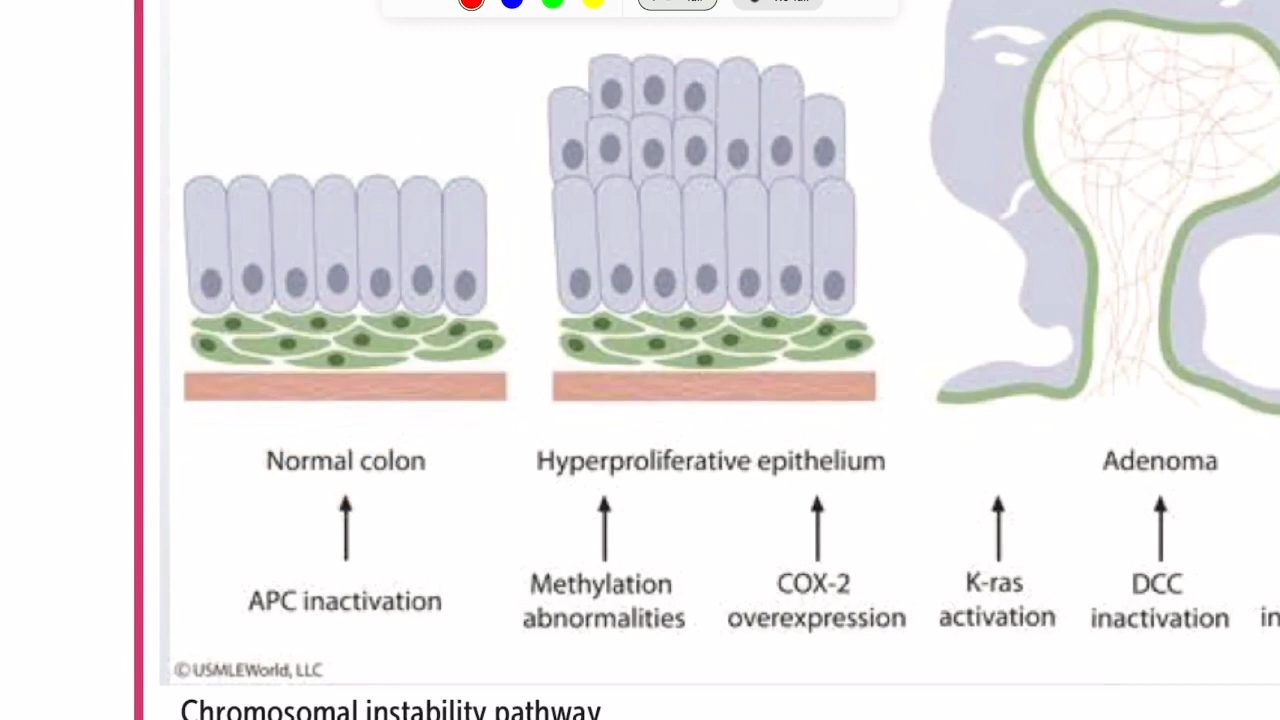 Normal colon
Hyperproliferative epithelium
Adenoma
APC inactivation
Methylation
abnormalities
COX-2
overexpression
K-ras
activation
DCC
inactivation
in
© USMLEWorld, LLC
Chromosomal instability pathway